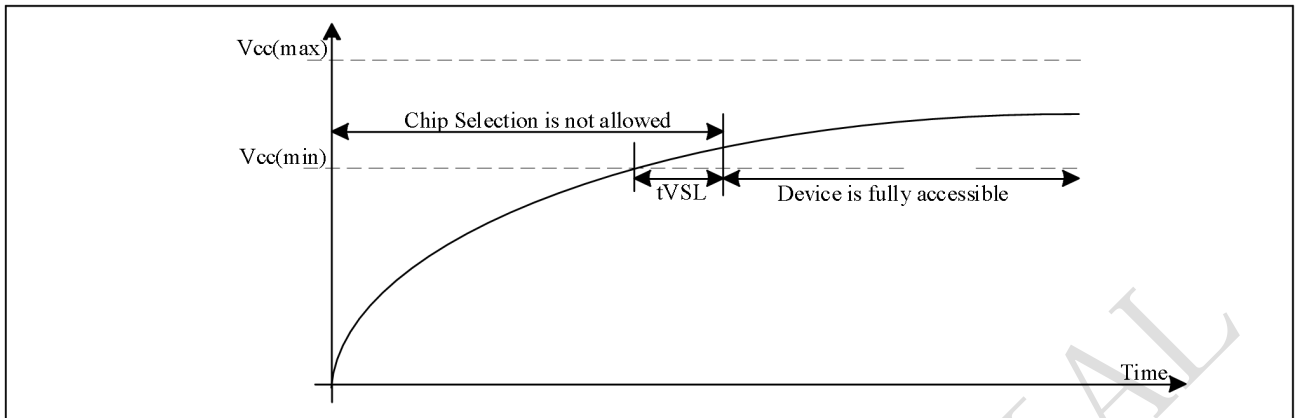 Vcc(max)
Chip Selection is not allowed
Vcc(min)
tVSL
Device is fully accessible
Time